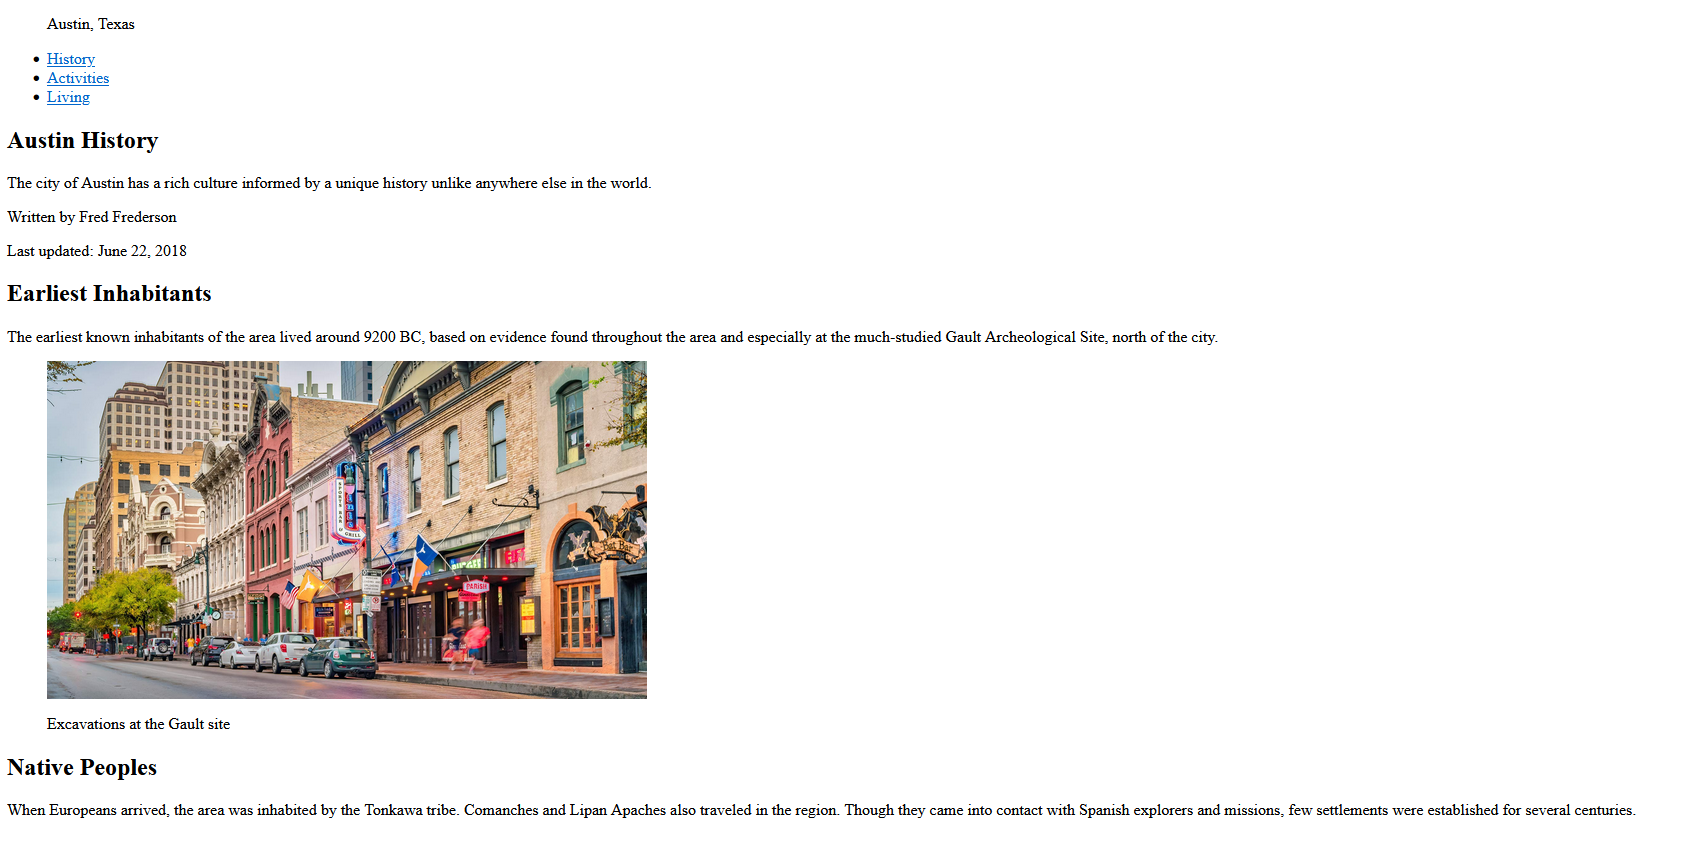 Austin, Texas
History
Activities
Living
Austin History
The city of Austin has a rich culture informed by a unique history unlike anywhere else in the world.
Written by Fred Frederson
Last updated: June 22, 2018
Earliest Inhabitants
The earliest known inhabitants of the area lived around 9200 BC, based on evidence found throughout the area and especially at the much-studied Gault Archeological Site, north of the city.
SPORTS BAR & GRILL
PARISH
Bat Bar
Excavations at the Gault site
Native Peoples
When Europeans arrived, the area was inhabited by the Tonkawa tribe. Comanches and Lipan Apaches also traveled in the region. Though they came into contact with Spanish explorers and missions, few settlements were established for several centuries.